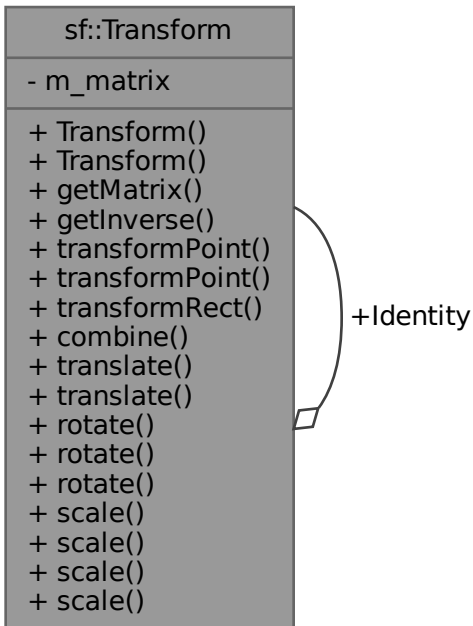 sf::Transform
- m_matrix
+ Transform()
+ Transform()
+ getMatrix()
+ getInverse()
+ transformPoint()
+ transformPoint()
+ transformRect()
+ combine()
+ translate()
+ translate()
+ rotate()
+ rotate()
+ rotate()
+ scale()
+ scale()
+ scale()
+ scale()
+Identity